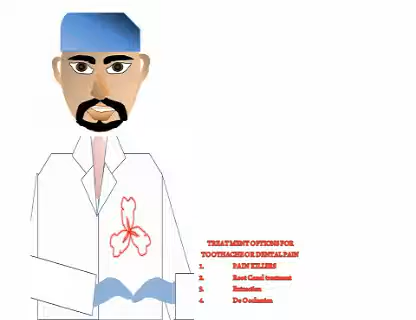 TREATMENT OPTIONS FOR
TOOTHACHE OR DENTAL PAIN
1. PAIN KILLERS
2. Root Canal treatment
3. Extraction
4. De Occlusion